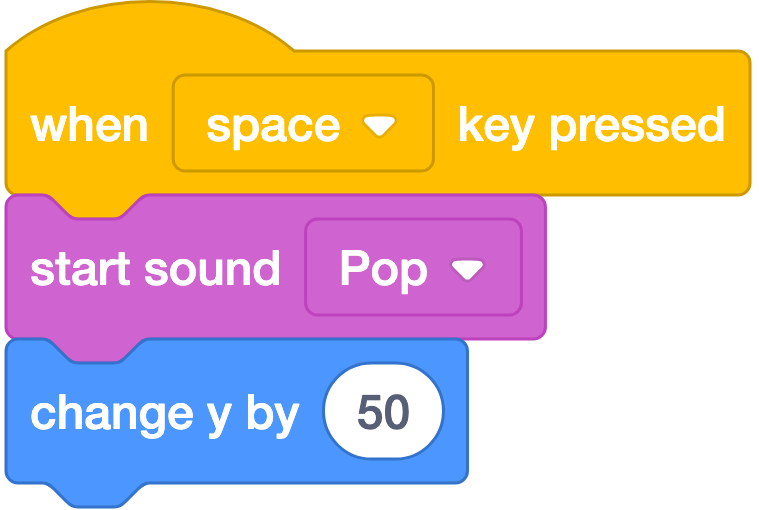 when space key pressed
start sound Pop
change y by 50